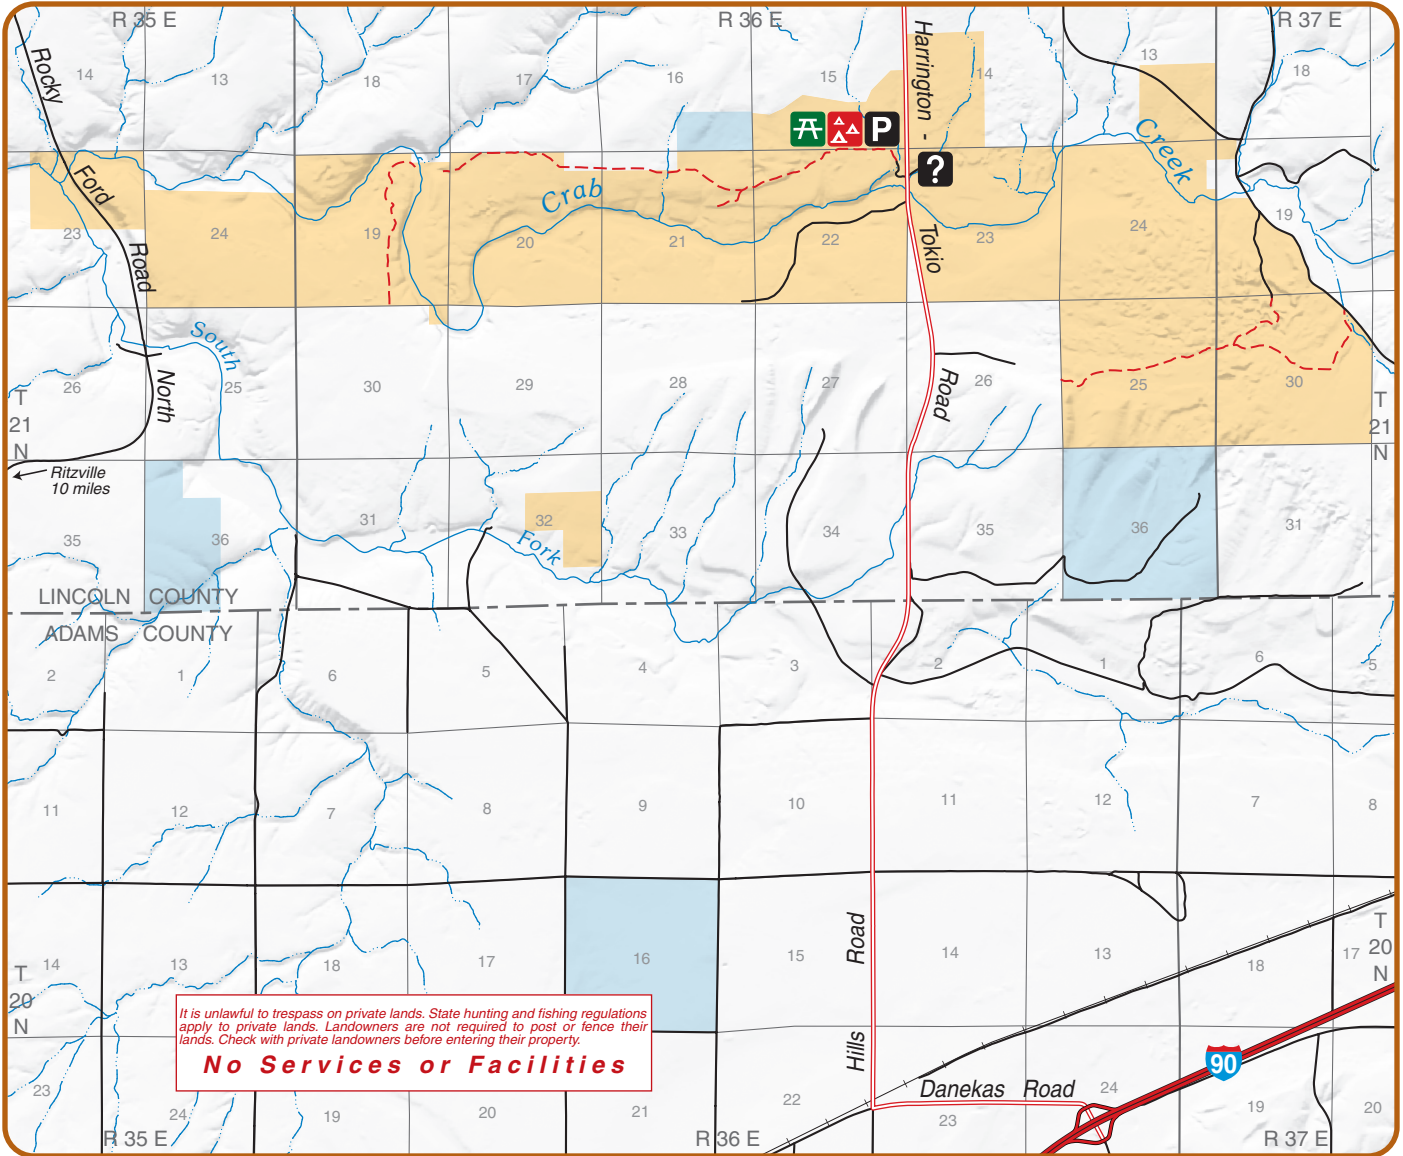 R 35 E
R 36 E
R 37 E
14
13
18
17
16
15
14
13
18
Rocky
Ford
Road
North
Harrington -
Tokio
Road
P
?
Crab
Creek
23
24
19
20
21
22
23
24
19
South
T
21
N
26
25
30
29
28
27
26
25
30
T
21
N
Ritzville
10 miles
35
36
31
32
Fork
33
34
35
36
31
LINCOLN COUNTY
ADAMS COUNTY
2
1
6
5
4
3
2
1
6
5
11
12
7
8
9
10
11
12
7
8
T
20
N
14
13
18
17
16
15
14
13
18
17
T
20
N
Road
Hills
It is unlawful to trespass on private lands. State hunting and fishing regulations
apply to private lands. Landowners are not required to post or fence their
lands. Check with private landowners before entering their property.
No Services or Facilities
90
Danekas Road
23
24
19
20
21
22
23
24
19
20
R 35 E
R 36 E
R 37 E